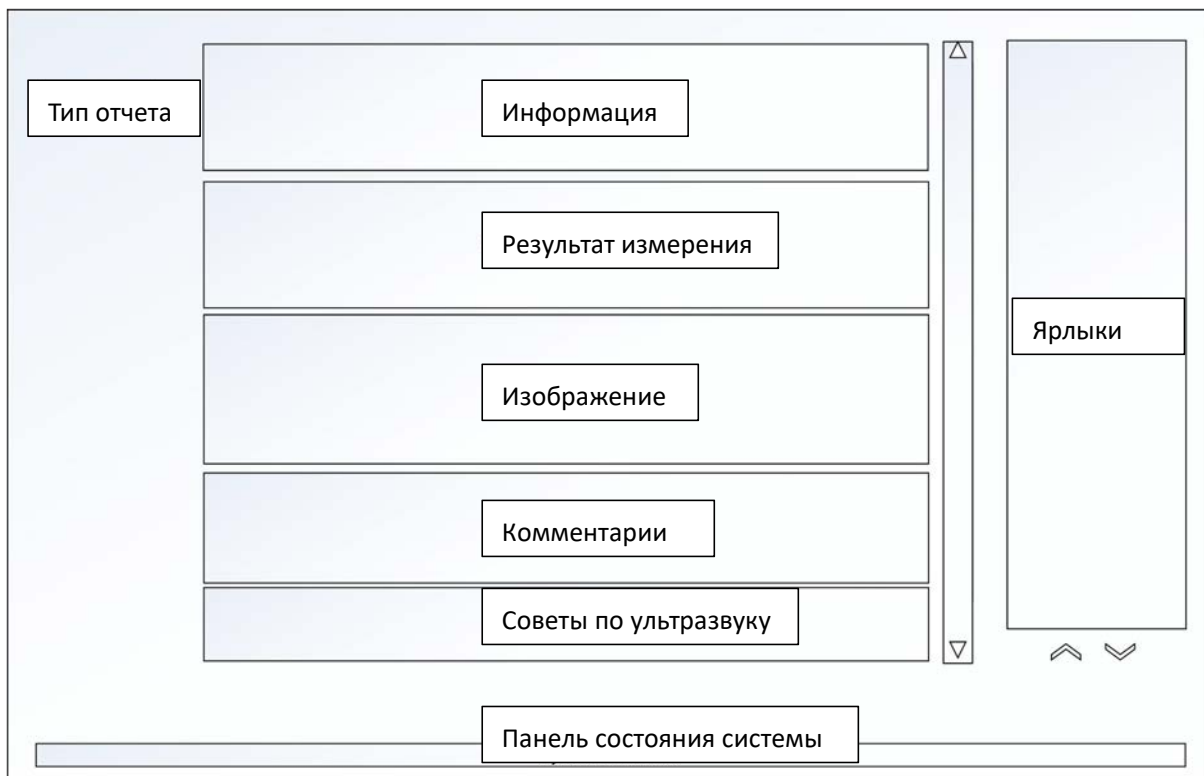 Тип отчета
Информация
Результат измерения
Ярлыки
Изображение
Комментарии
Советы по ультразвуку
Панель состояния системы